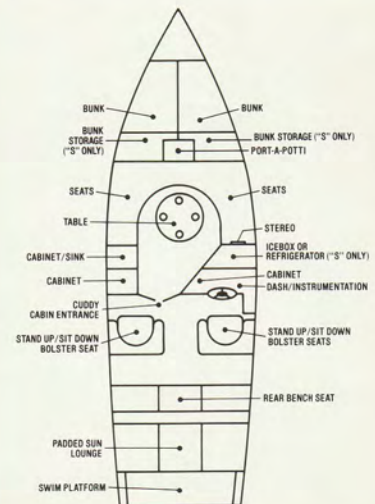 BUNK
BUNK
BUNK
STORAGE
("S" ONLY)
BUNK STORAGE ("S" ONLY)
PORT-A-POTTI
SEATS
SEATS
TABLE
STEREO
CABINET/SINK
ICEBOX OR
REFRIGERATOR ("S" ONLY)
CABINET
CABINET
DASH/INSTRUMENTATION
CUDDY
CABIN ENTRANCE
STAND UP/SIT DOWN
BOLSTER SEAT
STAND UP/SIT DOWN
BOLSTER SEATS
REAR BENCH SEAT
PADDED SUN
LOUNGE
SWIM PLATFORM